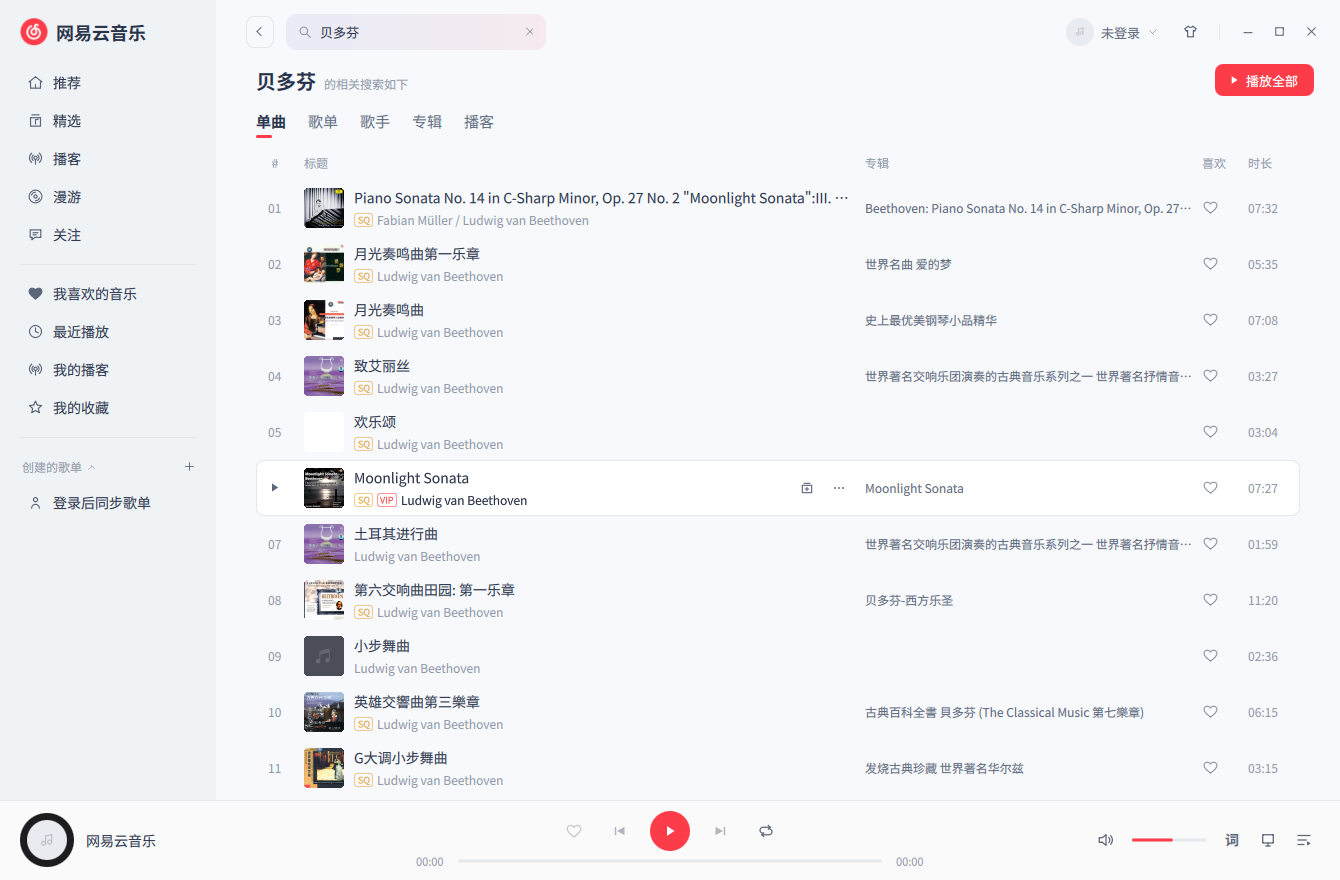 网易云音乐
推荐
精选
播客
漫游
关注
我喜欢的音乐
最近播放
我的播客
我的收藏
创建的歌单
登录后同步歌单
贝多芬
未登录
贝多芬 的相关搜索如下
播放全部
单曲 歌单 歌手 专辑 播客
# 标题 专辑 喜欢 时长
01 Piano Sonata No. 14 in C-Sharp Minor, Op. 27 No. 2 "Moonlight Sonata":III. ···
SQ Fabian Müller / Ludwig van Beethoven
Beethoven: Piano Sonata No. 14 in C-Sharp Minor, Op. 27··· 07:32
02 月光奏鸣曲第一乐章
SQ Ludwig van Beethoven
世界名曲 爱的梦 05:35
03 月光奏鸣曲
SQ Ludwig van Beethoven
史上最优美钢琴小品精华 07:08
04 致艾丽丝
SQ Ludwig van Beethoven
世界著名交响乐团演奏的古典音乐系列之一 世界著名抒情音··· 03:27
05 欢乐颂
SQ Ludwig van Beethoven
03:04
Moonlight Sonata
SQ VIP Ludwig van Beethoven
Moonlight Sonata 07:27
07 土耳其进行曲
Ludwig van Beethoven
世界著名交响乐团演奏的古典音乐系列之一 世界著名抒情音··· 01:59
08 第六交响曲田园: 第一乐章
SQ Ludwig van Beethoven
贝多芬-西方乐圣 11:20
09 小步舞曲
Ludwig van Beethoven
02:36
10 英雄交響曲第三樂章
SQ Ludwig van Beethoven
古典百科全書 貝多芬 (The Classical Music 第七樂章) 06:15
11 G大调小步舞曲
SQ Ludwig van Beethoven
发烧古典珍藏 世界著名华尔兹 03:15
网易云音乐
00:00 00:00
词